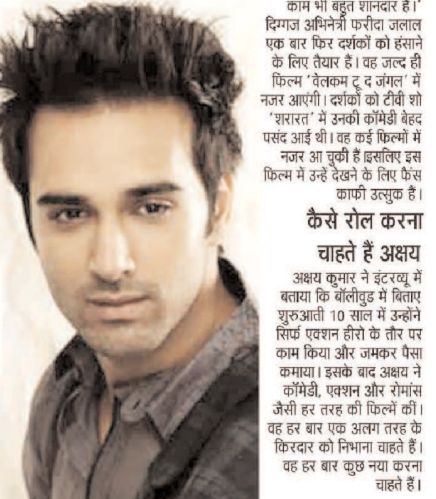 काम भी बहुत शानदार है।'
दिग्गज अभिनेत्री फरीदा जलाल
एक बार फिर दर्शकों को हंसाने
के लिए तैयार हैं। वह जल्द ही
फिल्म 'वेलकम टू द जंगल' में
नजर आएंगी। दर्शकों को टीवी शो
'शरारत' में उनकी कॉमेडी बेहद
पसंद आई थी। वह कई फिल्मों में
नजर आ चुकी हैं।इसलिए इस
फिल्म में उन्हें देखने के लिए फैंस
काफी उत्सुक हैं।
कैसे रोल करना
चाहते हैं अक्षय
अक्षय कुमार ने इंटरव्यू में
बताया कि बॉलीवुड में बिताए
शुरुआती 10 साल में उन्होंने
सिर्फ एक्शन हीरो के तौर पर
काम किया और जमकर पैसा
कमाया। इसके बाद अक्षय ने
कॉमेडी, एक्शन और रोमांस
जैसी हर तरह की फिल्में कीं।
वह हर बार एक अलग तरह के
किरदार को निभाना चाहते हैं।
वह हर बार कुछ नया करना
चाहते हैं।